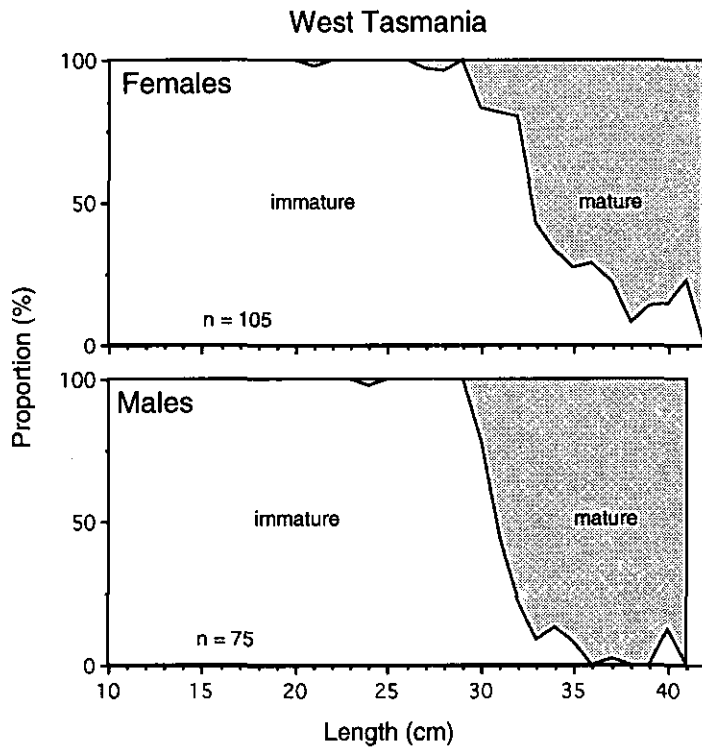 West Tasmania
100
Females
50
immature
mature
n = 105
0
Proportion (%)
100
Males
50
immature
mature
n = 75
0
10 15 20 25 30 35 40
Length (cm)